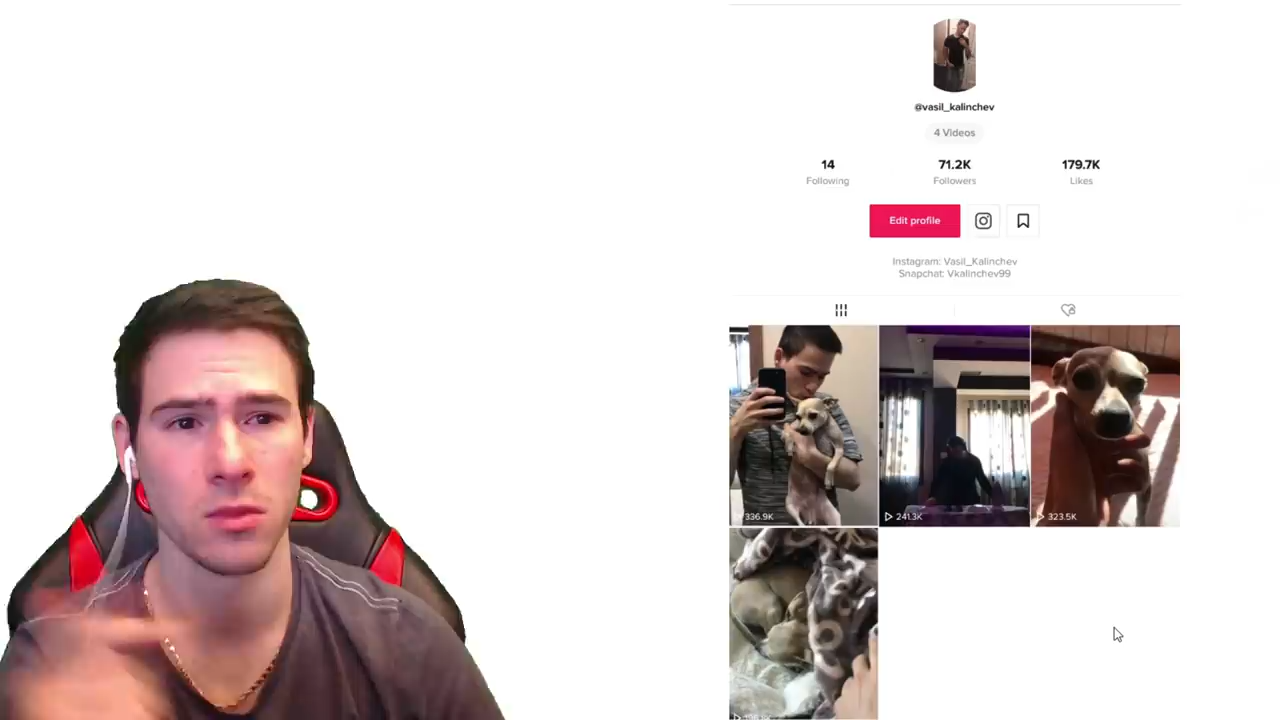 @vasil_kalinchev
4 Videos
14 71.2K 179.7K
Following Followers Likes
Edit profile
Instagram: Vasil_Kalinchev
Snapchat: Vkalinchev99
336.9K 241.3K 323.5K